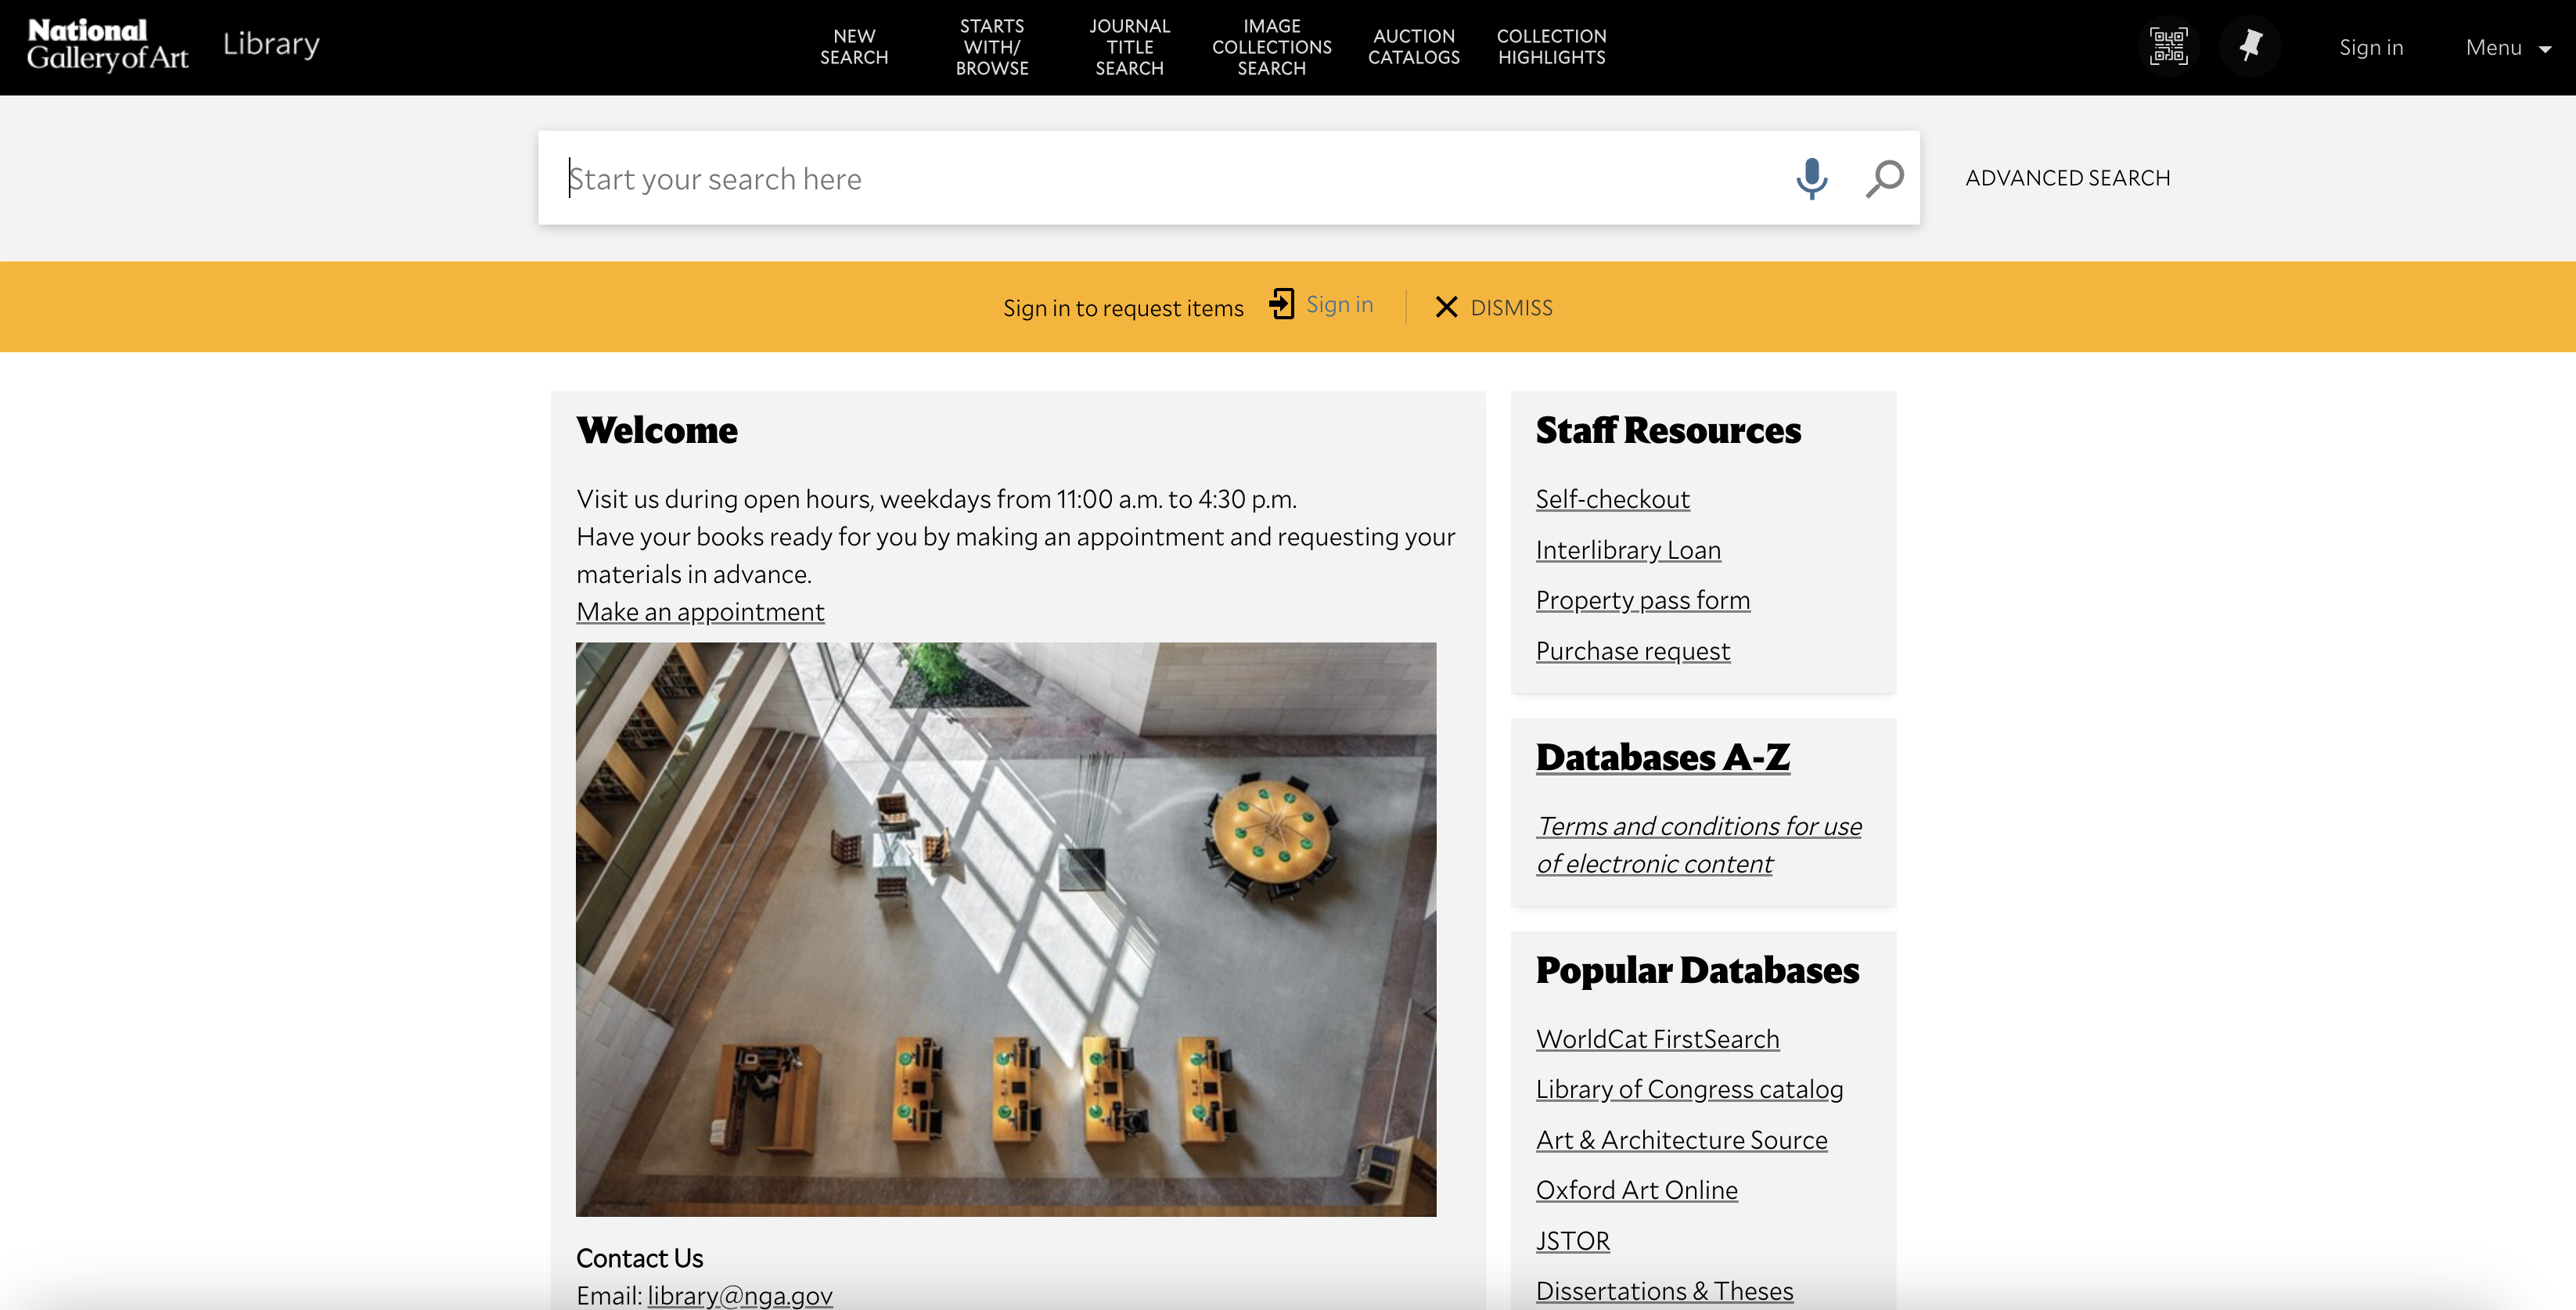 National
Gallery of Art
Library
NEW
SEARCH
STARTS
WITH/
BROWSE
JOURNAL
TITLE
SEARCH
IMAGE
COLLECTIONS
SEARCH
AUCTION
CATALOGS
COLLECTION
HIGHLIGHTS
Sign in
Menu
Start your search here
ADVANCED SEARCH
Sign in to request items
Sign in
DISMISS
Welcome
Visit us during open hours, weekdays from 11:00 a.m. to 4:30 p.m.
Have your books ready for you by making an appointment and requesting your
materials in advance.
Make an appointment
Contact Us
Email: library@nga.gov
Staff Resources
Self-checkout
Interlibrary Loan
Property pass form
Purchase request
Databases A-Z
Terms and conditions for use
of electronic content
Popular Databases
WorldCat FirstSearch
Library of Congress catalog
Art & Architecture Source
Oxford Art Online
JSTOR
Dissertations & Theses